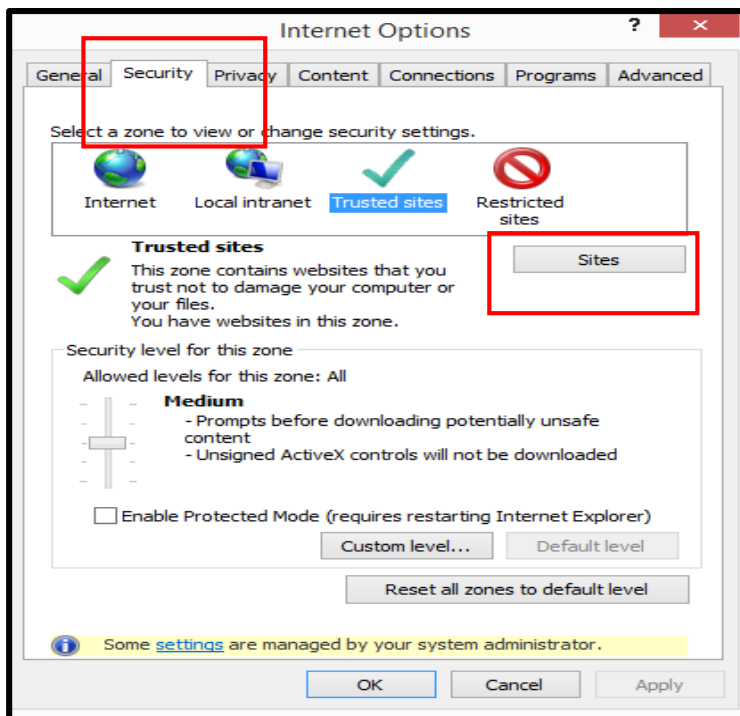 Internet Options
?
×
General Security Privacy Content Connections Programs Advanced
Select a zone to view or change security settings.
Internet
Local intranet
Trusted sites
Restricted
sites
Trusted sites
Sites
This zone contains websites that you
trust not to damage your computer or
your files.
You have websites in this zone.
Security level for this zone
Allowed levels for this zone: All
Medium
- Prompts before downloading potentially unsafe
content
- Unsigned ActiveX controls will not be downloaded
Enable Protected Mode (requires restarting Internet Explorer)
Custom level... Default level
Reset all zones to default level
Some settings are managed by your system administrator.
OK Cancel Apply